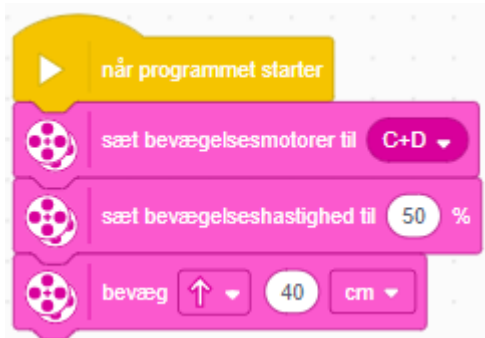 når programmet starter
sæt bevægelsesmotorer til C+D
sæt bevægelseshastighed til 50 %
bevæg 40 cm